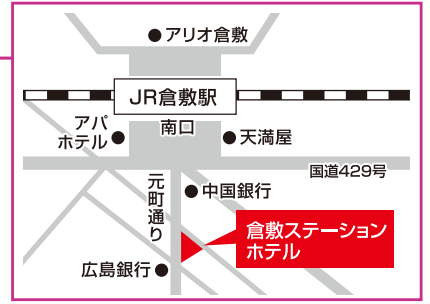 アリオ倉敷
JR倉敷駅
南口
アパ
ホテル
天満屋
国道429号
元町通り
中国銀行
倉敷ステーション
ホテル
広島銀行